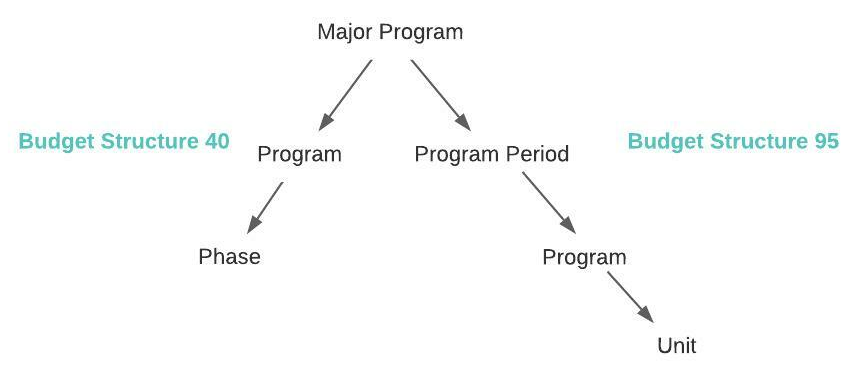 Major Program
Budget Structure 40
Program
Program Period
Budget Structure 95
Phase
Program
Unit